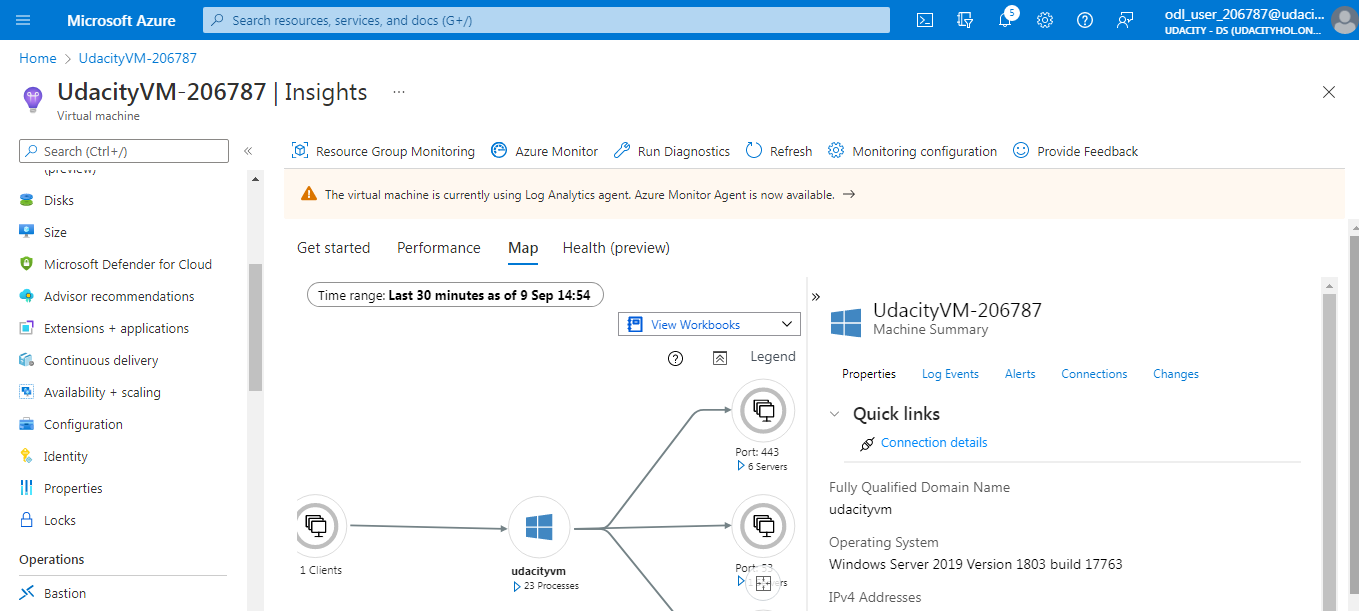 Microsoft Azure
Search resources, services, and docs (G+/)
5
odl_user_206787@udaci...
UDACITY - DS (UDACITYHOL.ON...
Home > UdacityVM-206787
UdacityVM-206787 | Insights ...
Virtual machine
Search (Ctrl+/)
«
(preview)
Disks
Size
Microsoft Defender for Cloud
Advisor recommendations
Extensions + applications
Continuous delivery
Availability + scaling
Configuration
Identity
Properties
Locks
Operations
Bastion
Resource Group Monitoring
Azure Monitor
Run Diagnostics
Refresh
Monitoring configuration
Provide Feedback
The virtual machine is currently using Log Analytics agent. Azure Monitor Agent is now available. →
Get started
Performance
Map
Health (preview)
Time range: Last 30 minutes as of 9 Sep 14:54
View Workbooks
Legend
Port: 443
6 Servers
1 Clients
udacityvm
23 Processes
Port: 53
»
UdacityVM-206787
Machine Summary
Properties
Log Events
Alerts
Connections
Changes
Quick links
Connection details
Fully Qualified Domain Name
udacityvm
Operating System
Windows Server 2019 Version 1803 build 17763
IPv4 Addresses